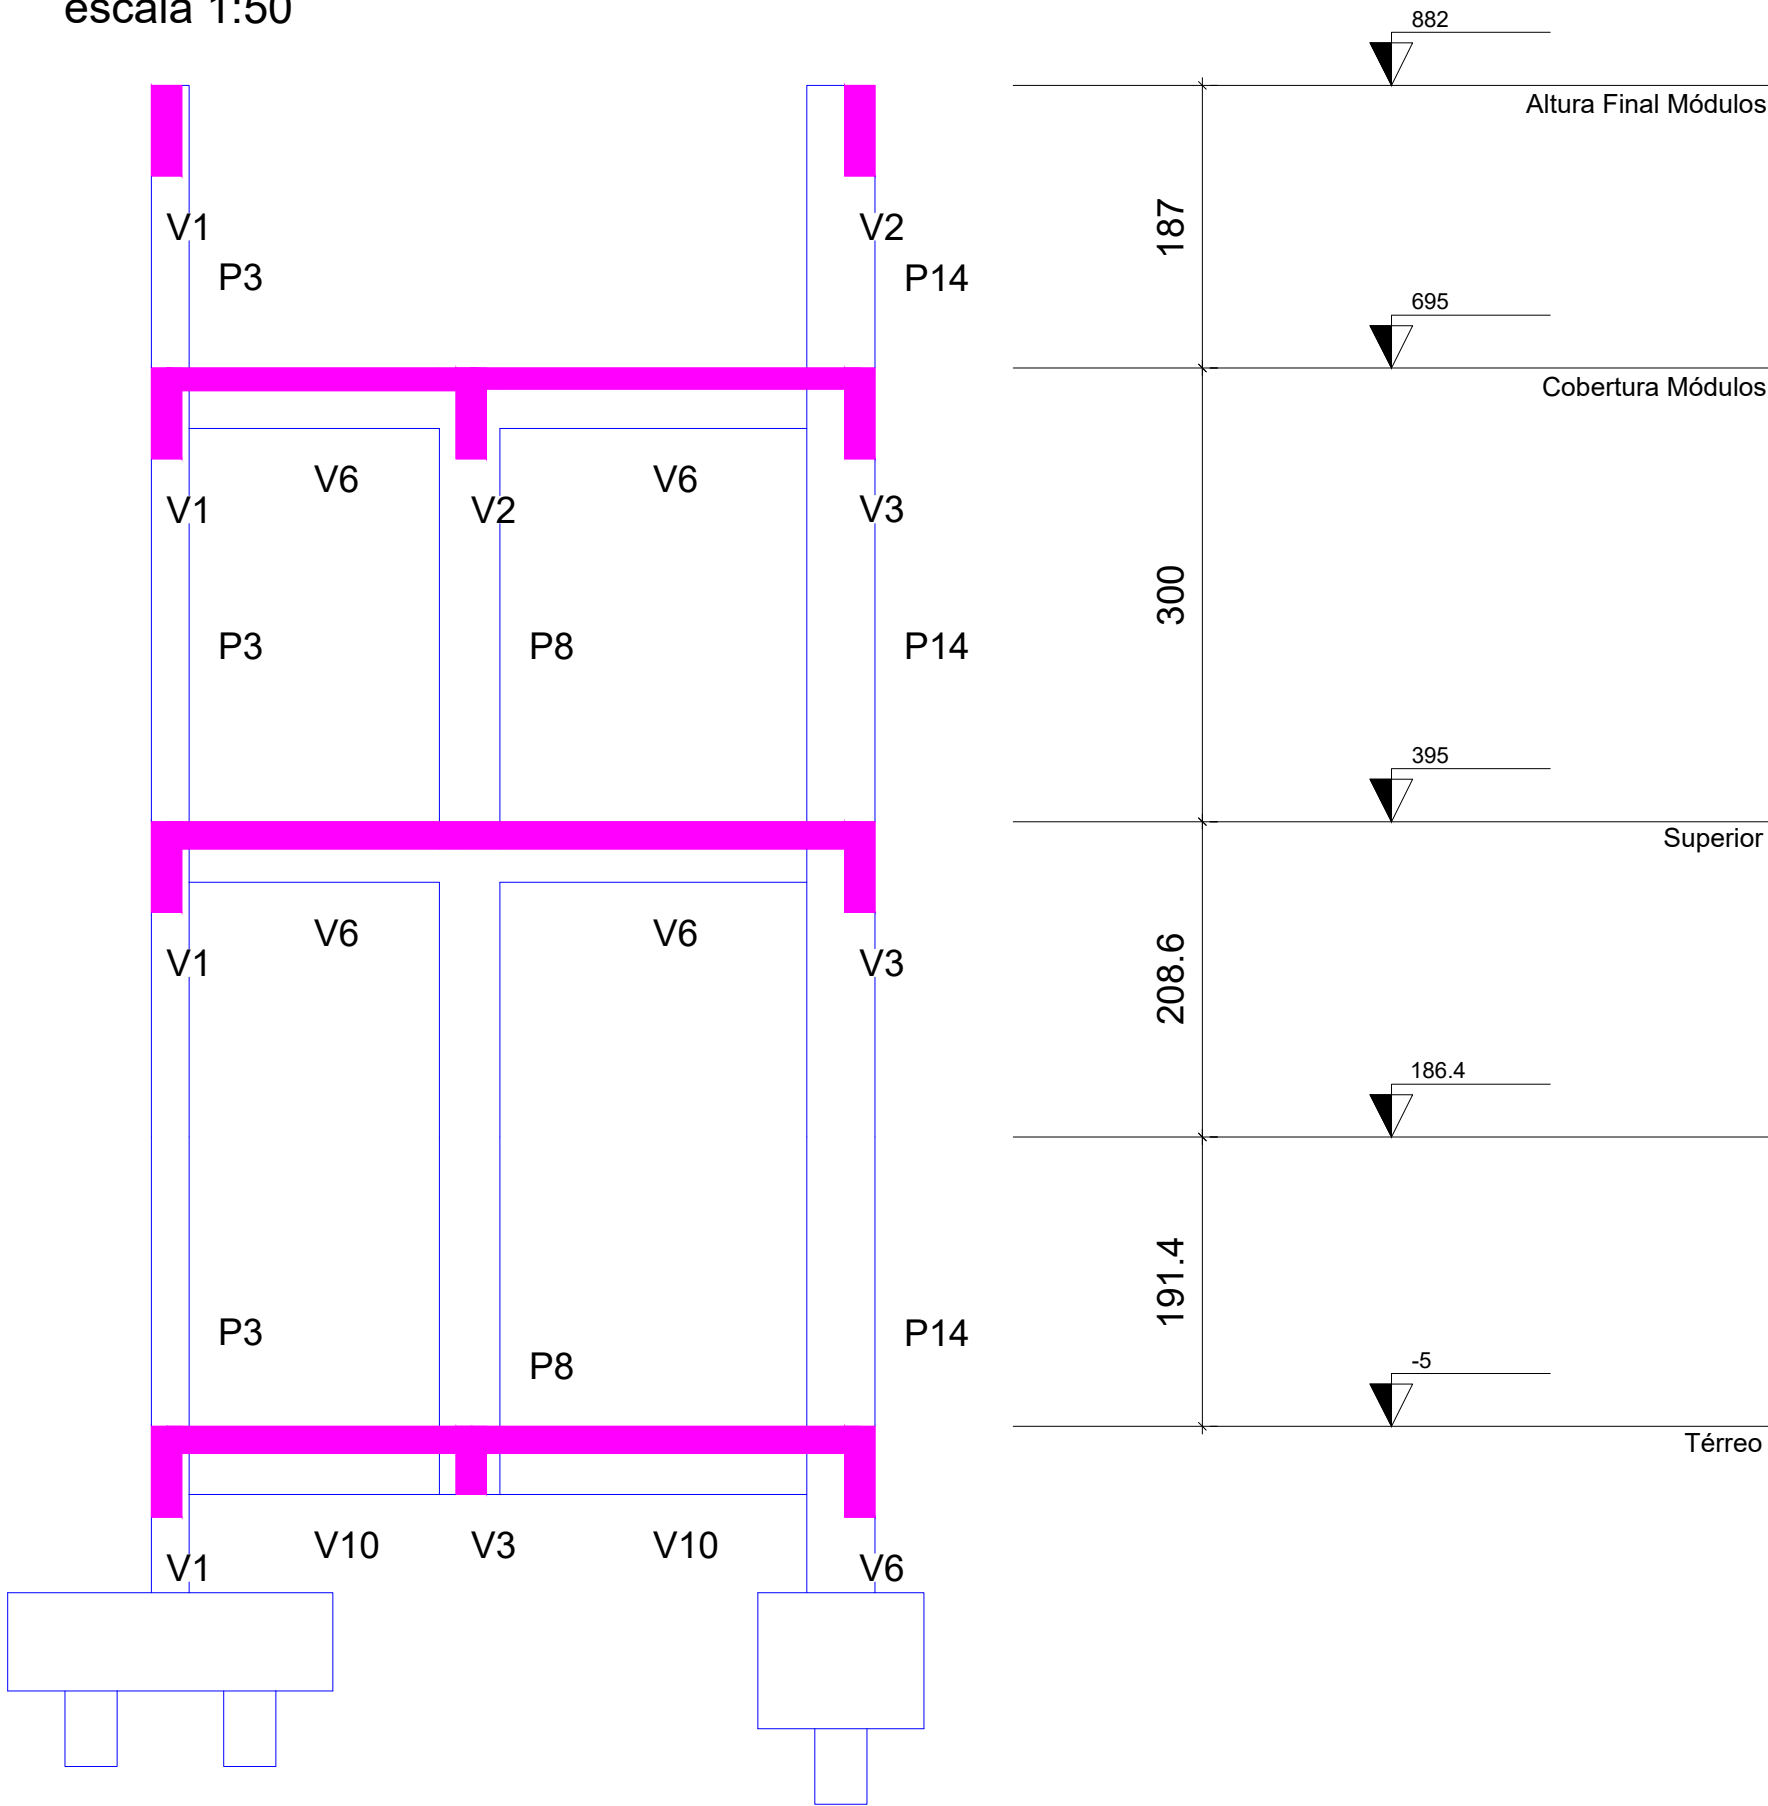 escala 1:50
882
Altura Final Módulos
V1
V2
187
P3
P14
695
Cobertura Módulos
V6
V6
V1
V2
V3
300
P3
P8
P14
395
Superior
V6
V6
V1
V3
208.6
186.4
191.4
P3
P14
P8
-5
Térreo
V10
V3
V10
V1
V6